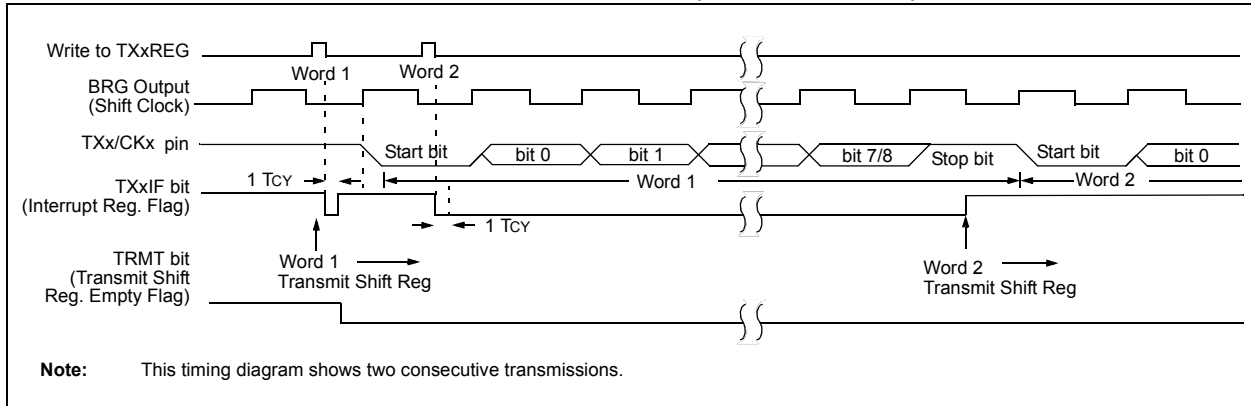 Write to TXxREG
Word 1
Word 2
BRG Output
(Shift Clock)
TXx/CKx pin
Start bit
bit 0
bit 1
bit 7/8
Stop bit
Start bit
bit 0
1 TCY
Word 1
Word 2
TXxIF bit
(Interrupt Reg. Flag)
1 TCY
TRMT bit
(Transmit Shift
Reg. Empty Flag)
Word 1
Transmit Shift Reg
Word 2
Transmit Shift Reg
Note: This timing diagram shows two consecutive transmissions.